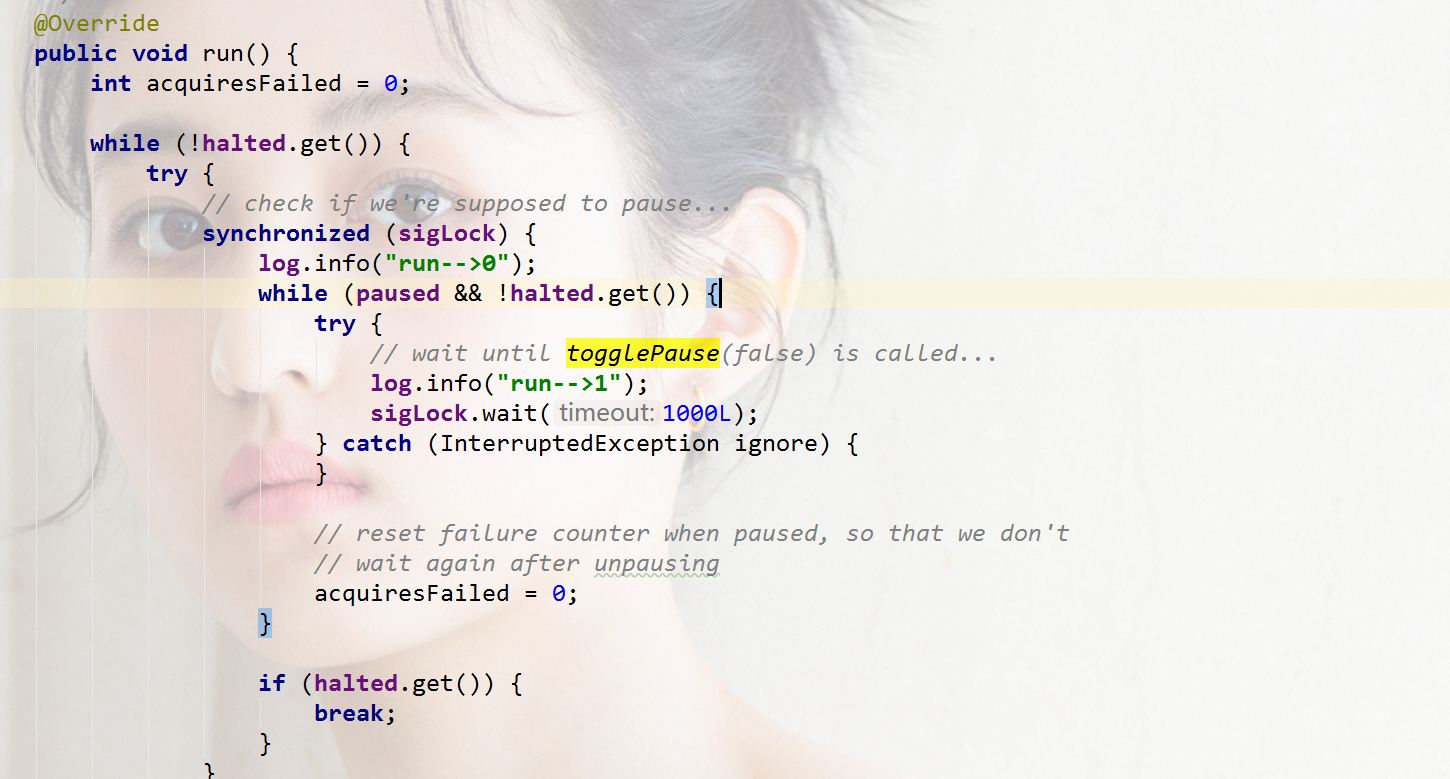 @Override
public void run() {
int acquiresFailed = 0;
while (!halted.get()) {
try {
// check if we're supposed to pause...
synchronized (sigLock) {
log.info("run-->0");
while (paused && !halted.get()) {
try {
// wait until togglePause(false) is called...
log.info("run-->1");
sigLock.wait( timeout: 1000L);
} catch (InterruptedException ignore) {
}
// reset failure counter when paused, so that we don't
// wait again after unpausing
acquiresFailed = 0;
}
if (halted.get()) {
break;
}
}